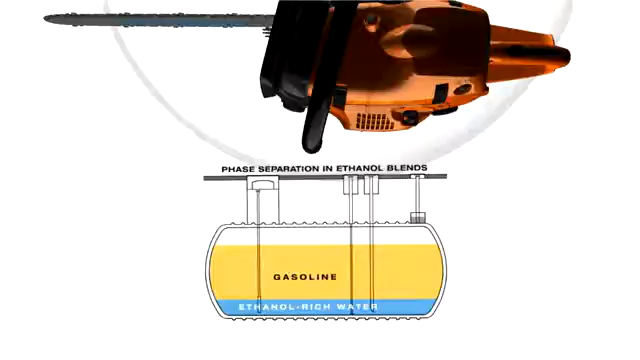 PHASE SEPARATION IN ETHANOL BLENDS
GASOLINE
ETHANOL-RICH WATER